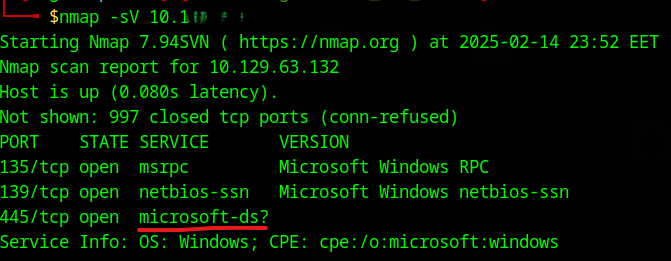 $nmap -sV 10.1
Starting Nmap 7.94SVN ( https://nmap.org ) at 2025-02-14 23:52 EET
Nmap scan report for 10.129.63.132
Host is up (0.080s latency).
Not shown: 997 closed tcp ports (conn-refused)
PORT    STATE SERVICE       VERSION
135/tcp open  msrpc         Microsoft Windows RPC
139/tcp open  netbios-ssn   Microsoft Windows netbios-ssn
445/tcp open  microsoft-ds?
Service Info: OS: Windows; CPE: cpe:/o:microsoft:windows